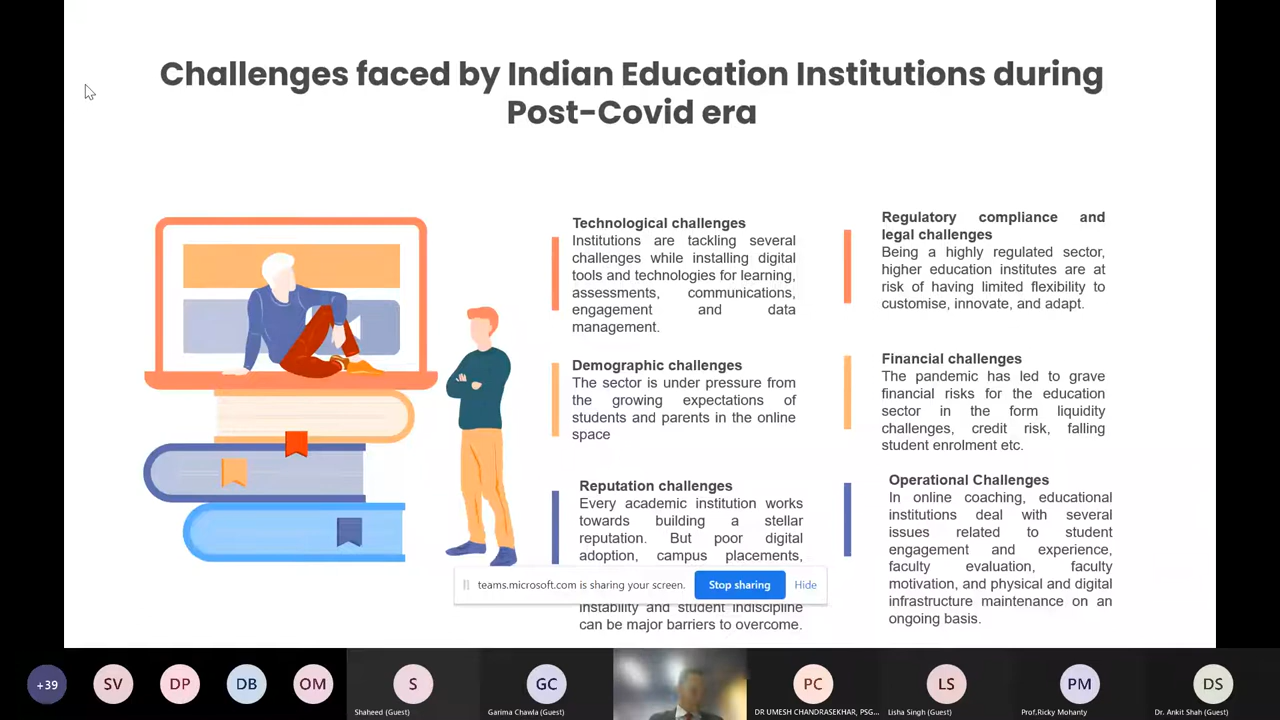 Challenges faced by Indian Education Institutions during
Post-Covid era
Technological challenges
Institutions are tackling several
challenges while installing digital
tools and technologies for learning,
assessments, communications,
engagement and data
management.
Demographic challenges
The sector is under pressure from
the growing expectations of
students and parents in the online
space
Reputation challenges
Every academic institution works
towards building a stellar
reputation. But poor digital
adoption, campus placements,
instability and student indiscipline
can be major barriers to overcome.
Regulatory compliance and
legal challenges
Being a highly regulated sector,
higher education institutes are at
risk of having limited flexibility to
customise, innovate, and adapt.
Financial challenges
The pandemic has led to grave
financial risks for the education
sector in the form liquidity
challenges, credit risk, falling
student enrolment etc.
Operational Challenges
In online coaching, educational
institutions deal with several
issues related to student
engagement and experience,
faculty evaluation, faculty
motivation, and physical and digital
infrastructure maintenance on an
ongoing basis.
teams.microsoft.com is sharing your screen. Stop sharing Hide
+39 SV DP DB OM S GC PC LS PM DS
Shaheed (Guest) Garima Chawla (Guest) DR UMESH CHANDRASEKHAR, PSG... Lisha Singh (Guest) Prof.Ricky Mohanty Dr. Ankit Shah (Guest)